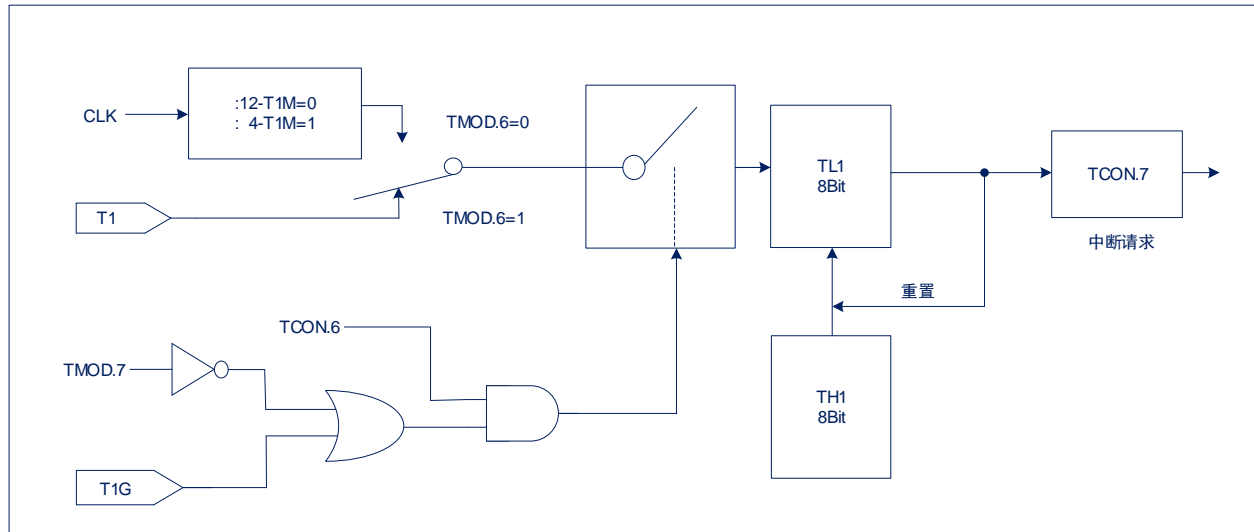 :12-T1M=0
: 4-T1M=1
CLK
TMOD.6=0
TMOD.6=1
T1
TL1
8Bit
TCON.7
中断请求
重置
TCON.6
TMOD.7
TH1
8Bit
T1G